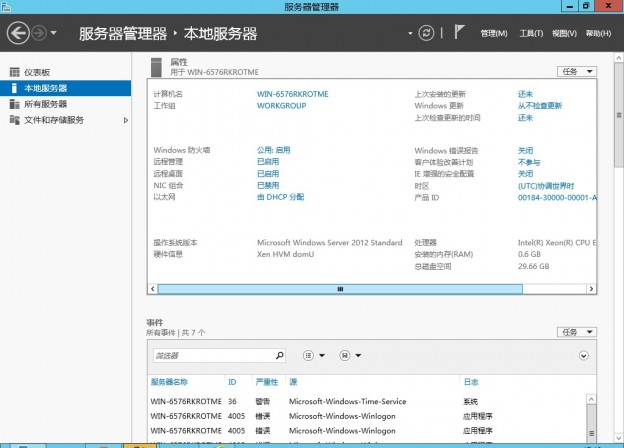 服务器管理器
服务器管理器 · 本地服务器
管理(M) 工具(T) 视图(V) 帮助(H)
仪表板
本地服务器
所有服务器
文件和存储服务
属性
用于 WIN-6576RKROTME
任务
计算机名 WIN-6576RKROTME 上次安装的更新 还未
工作组 WORKGROUP Windows 更新 从不检查更新
上次检查更新的时间 还未
Windows 防火墙 公用: 启用 Windows 错误报告 关闭
远程管理 已启用 客户体验改善计划 不参与
远程桌面 已启用 IE 增强的安全配置 关闭
NIC 组合 已禁用 时区 (UTC)协调世界时
以太网 由 DHCP 分配 产品 ID 00184-30000-00001-A
操作系统版本 Microsoft Windows Server 2012 Standard 处理器 Intel(R) Xeon(R) CPU E
硬件信息 Xen HVM domU 安装的内存(RAM) 0.6 GB
总磁盘空间 29.66 GB
事件
所有事件 | 共 7 个
任务
筛选器
服务器名称 ID 严重性 源 日志
WIN-6576RKROTME 36 警告 Microsoft-Windows-Time-Service 系统
WIN-6576RKROTME 4005 错误 Microsoft-Windows-Winlogon 应用程序
WIN-6576RKROTME 4005 错误 Microsoft-Windows-Winlogon 应用程序
WIN-6576RKROTME 4005 错误 Microsoft-Windows-Winlogon 应用程序